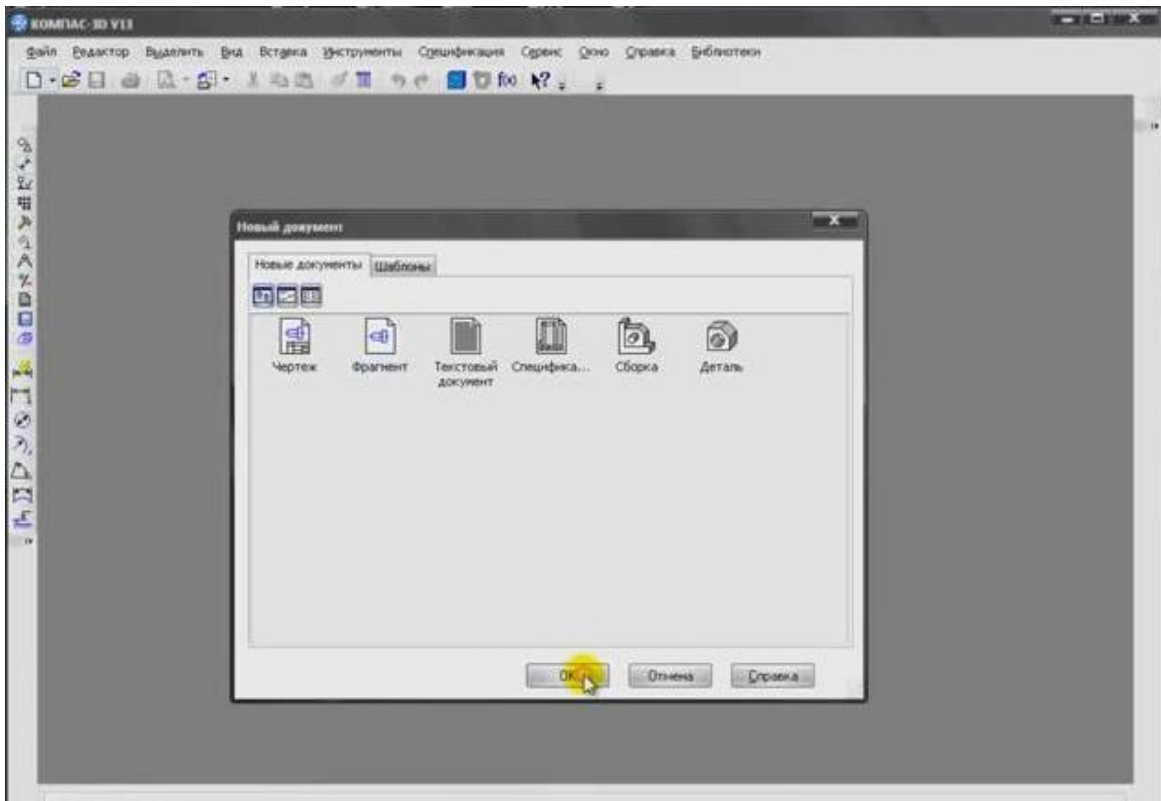 КОМПАС-3D V13
Файл Редактор Выделить Вид Вставка Инструменты Спецификация Сервис Окно Справка Библиотеки
f(x) ?
Новый документ
Новые документы Шаблоны
Чертеж Фрагмент Текстовый документ Специфика... Сборка Деталь
OK Отмена Справка